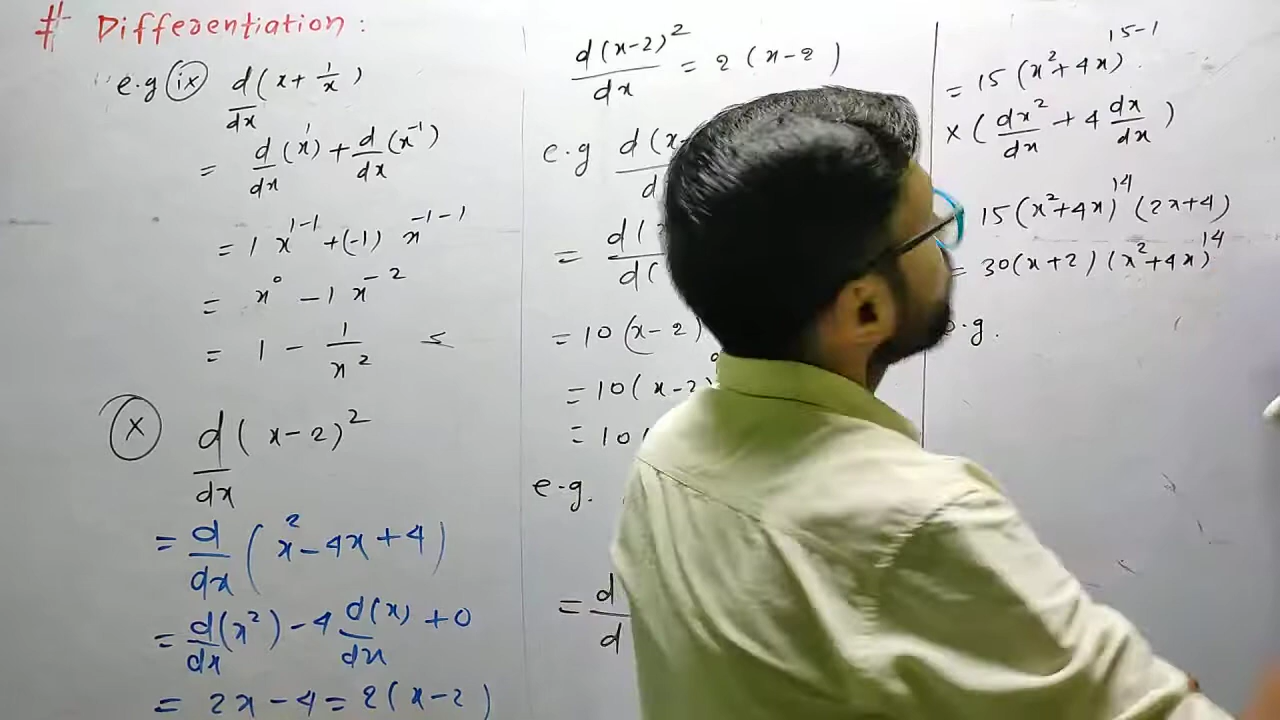 # Differentiation:
e.g (ix) d/dx (x + 1/x)
= d/dx (x¹) + d/dx (x⁻¹)
= 1 x¹⁻¹ + (-1) x⁻¹⁻¹
= x⁰ - 1 x⁻²
= 1 - 1/x²
(x) d/dx (x-2)²
= d/dx (x² - 4x + 4)
= d/dx (x²) - 4 d(x)/dx + 0
= 2x - 4 = 2(x-2)
d(x-2)²/dx = 2(x-2)
e.g d(x
= d(
d(
= 10(x-2)
= 10(x-2)
= 10
e.g.
= d
d
= 15(x² + 4x)¹⁵⁻¹
× (dx²/dx + 4 dx/dx)
15(x²+4x)¹⁴ (2x+4)
= 30(x+2)(x²+4x)¹⁴
e.g.